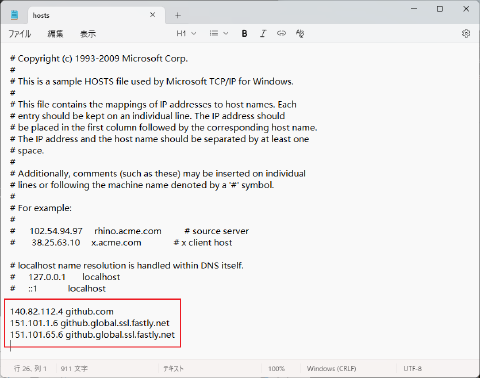 hosts
ファイル 編集 表示 H1 B I
# Copyright (c) 1993-2009 Microsoft Corp.
#
# This is a sample HOSTS file used by Microsoft TCP/IP for Windows.
#
# This file contains the mappings of IP addresses to host names. Each
# entry should be kept on an individual line. The IP address should
# be placed in the first column followed by the corresponding host name.
# The IP address and the host name should be separated by at least one
# space.
#
# Additionally, comments (such as these) may be inserted on individual
# lines or following the machine name denoted by a '#' symbol.
#
# For example:
#
# 102.54.94.97 rhino.acme.com # source server
# 38.25.63.10 x.acme.com # x client host

# localhost name resolution is handled within DNS itself.
# 127.0.0.1 localhost
# ::1 localhost

140.82.112.4 github.com
151.101.1.6 github.global.ssl.fastly.net
151.101.65.6 github.global.ssl.fastly.net
行 26, 列 1 911 文字 テキスト 100% Windows (CRLF) UTF-8